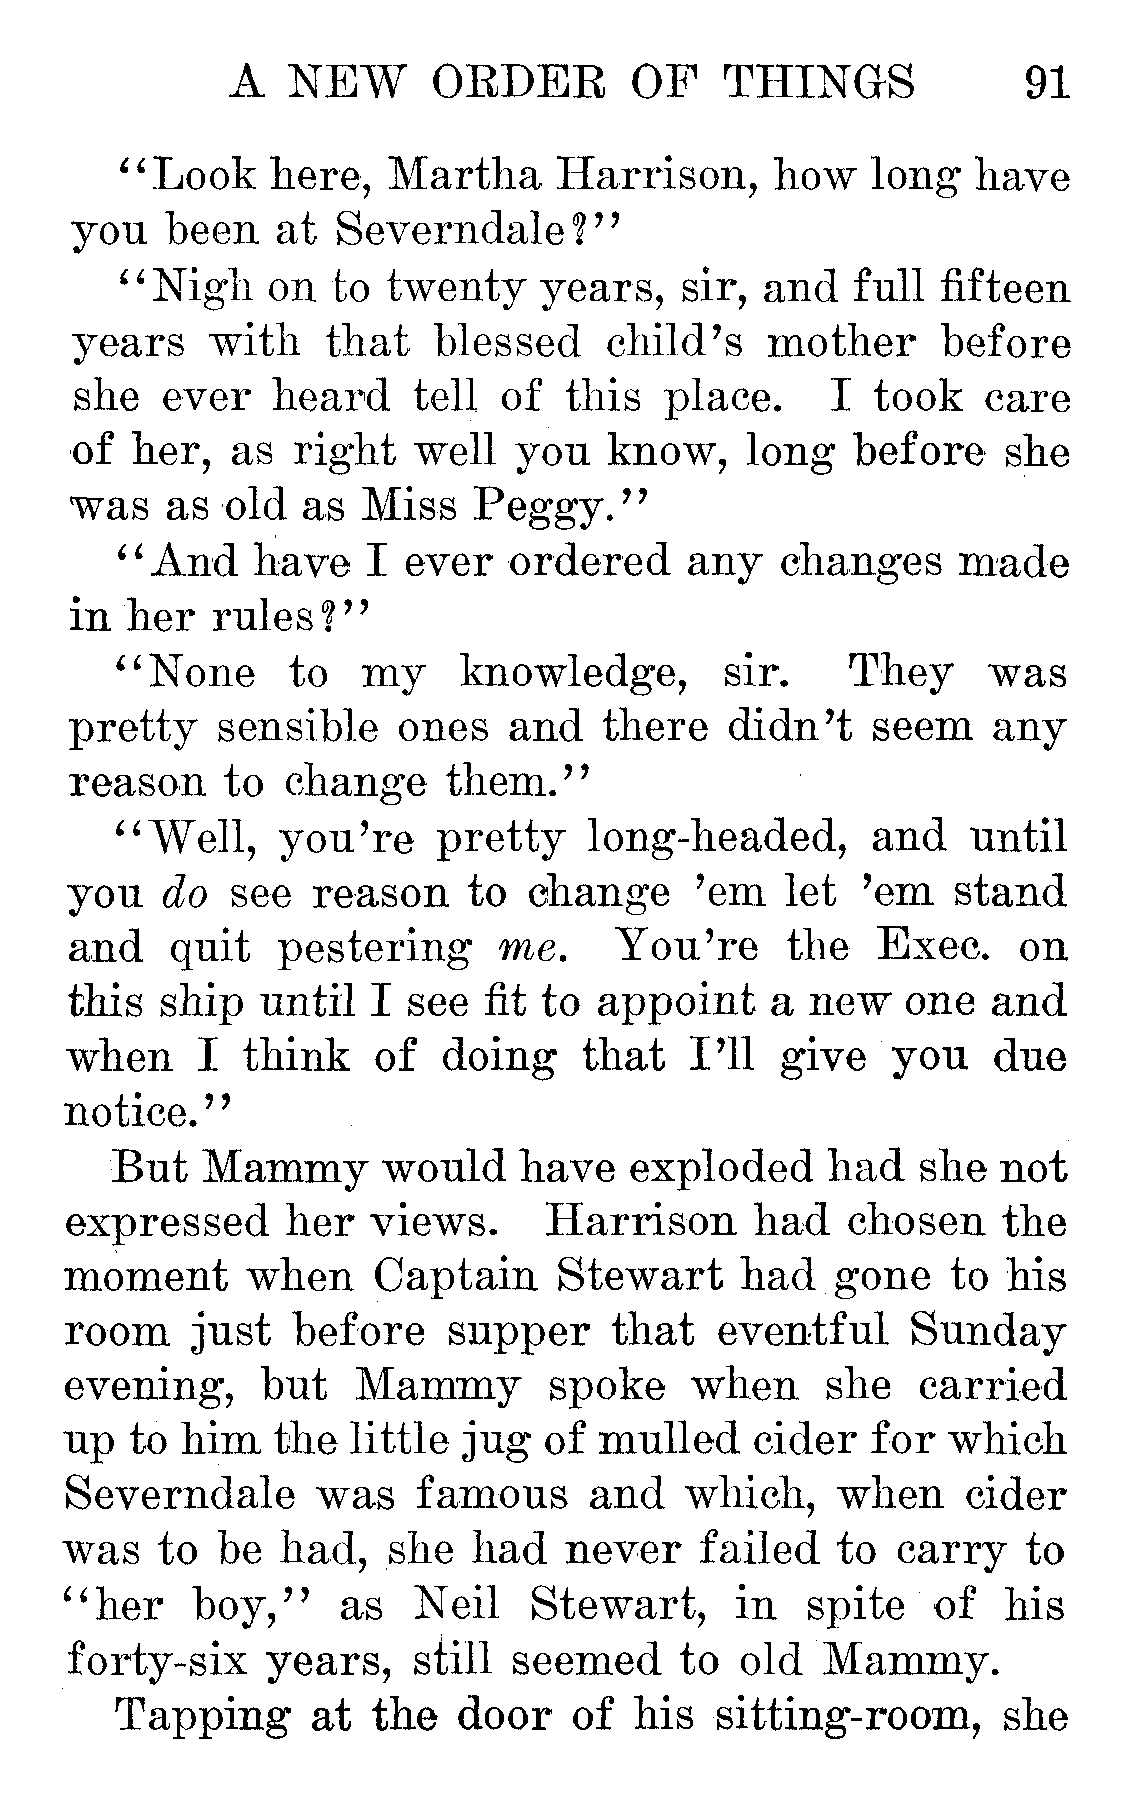 A NEW ORDER OF THINGS 91
“Look here, Martha Harrison, how long have
you been at Severndale?”
“Nigh on to twenty years, sir, and full fifteen
years with that blessed child’s mother before
she ever heard tell of this place. I took care
of her, as right well you know, long before she
was as old as Miss Peggy.”
“And have I ever ordered any changes made
in her rules?”
“None to my knowledge, sir. They was
pretty sensible ones and there didn’t seem any
reason to change them.”
“Well, you’re pretty long-headed, and until
you do see reason to change ’em let ’em stand
and quit pestering me. You’re the Exec. on
this ship until I see fit to appoint a new one and
when I think of doing that I’ll give you due
notice.”
But Mammy would have exploded had she not
expressed her views. Harrison had chosen the
moment when Captain Stewart had gone to his
room just before supper that eventful Sunday
evening, but Mammy spoke when she carried
up to him the little jug of mulled cider for which
Severndale was famous and which, when cider
was to be had, she had never failed to carry to
“her boy,” as Neil Stewart, in spite of his
forty-six years, still seemed to old Mammy.
Tapping at the door of his sitting-room, she